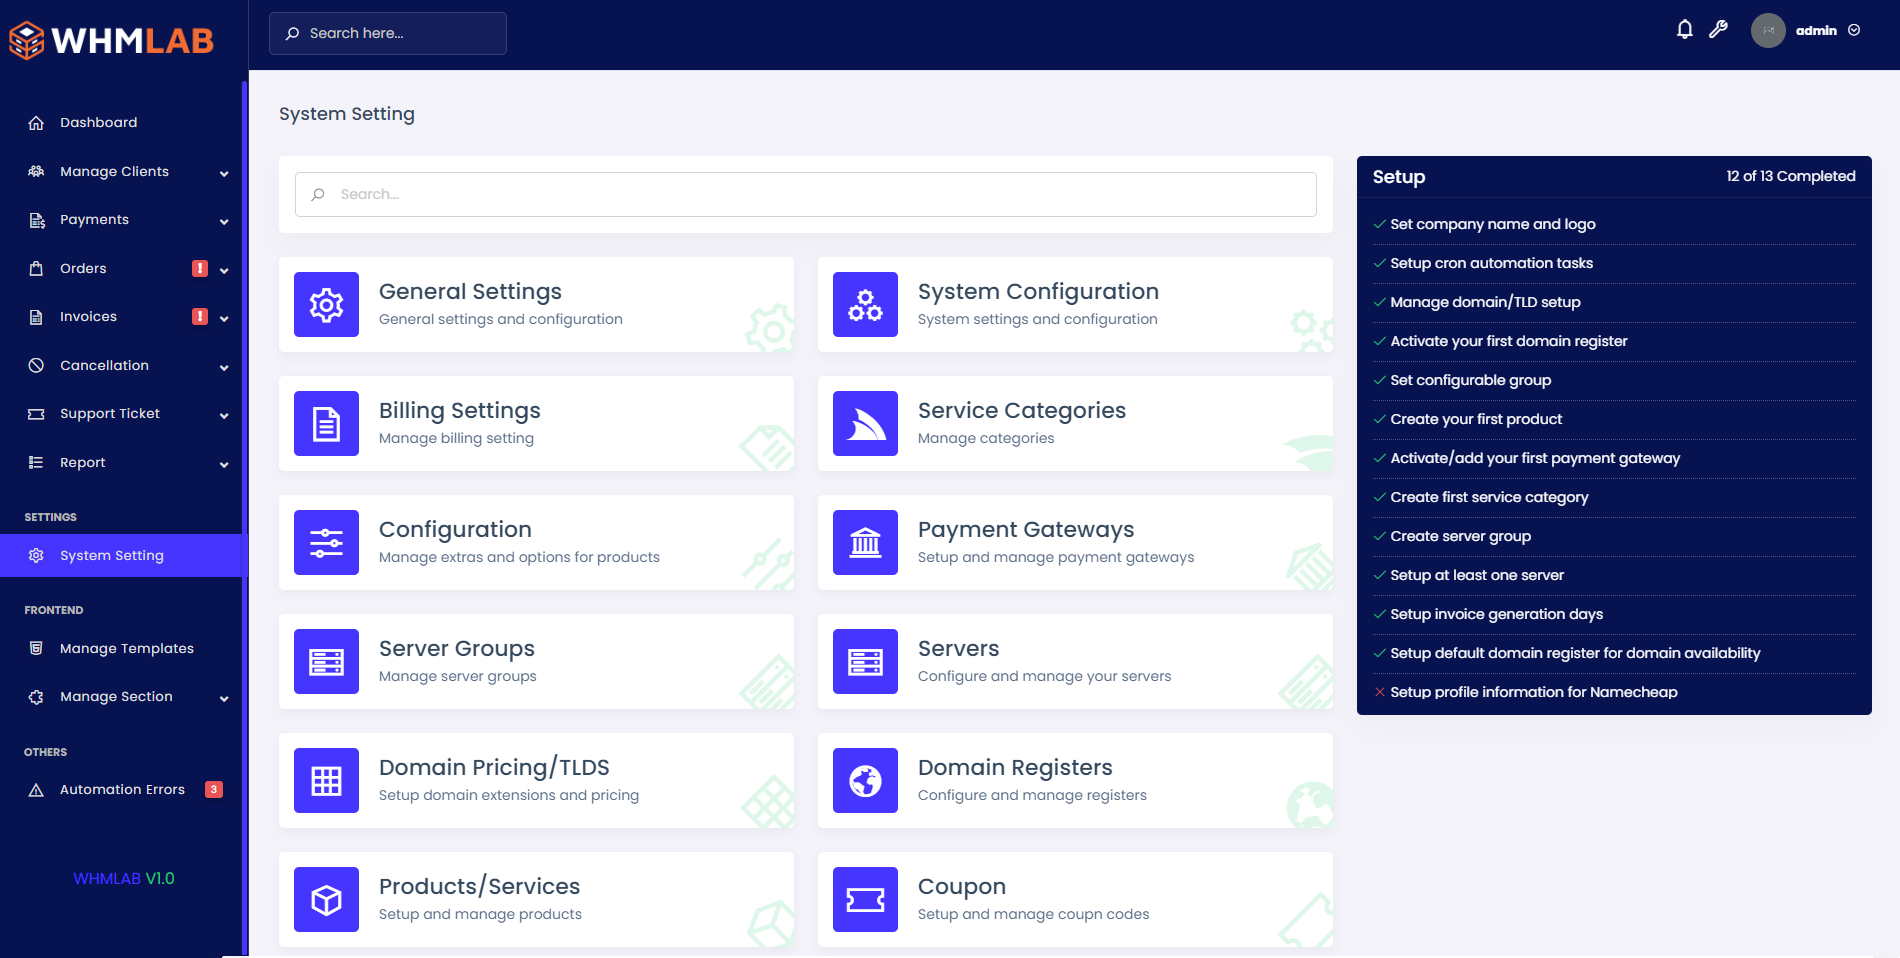 WHMLAB
Search here...
admin
Dashboard
Manage Clients
Payments
Orders
!
Invoices
!
Cancellation
Support Ticket
Report
SETTINGS
System Setting
FRONTEND
Manage Templates
Manage Section
OTHERS
Automation Errors 3
WHMLAB V1.0
System Setting
Search...
General Settings
General settings and configuration
System Configuration
System settings and configuration
Billing Settings
Manage billing setting
Service Categories
Manage categories
Configuration
Manage extras and options for products
Payment Gateways
Setup and manage payment gateways
Server Groups
Manage server groups
Servers
Configure and manage your servers
Domain Pricing/TLDS
Setup domain extensions and pricing
Domain Registers
Configure and manage registers
Products/Services
Setup and manage products
Coupon
Setup and manage coupn codes
Setup 12 of 13 Completed
Set company name and logo
Setup cron automation tasks
Manage domain/TLD setup
Activate your first domain register
Set configurable group
Create your first product
Activate/add your first payment gateway
Create first service category
Create server group
Setup at least one server
Setup invoice generation days
Setup default domain register for domain availability
Setup profile information for Namecheap